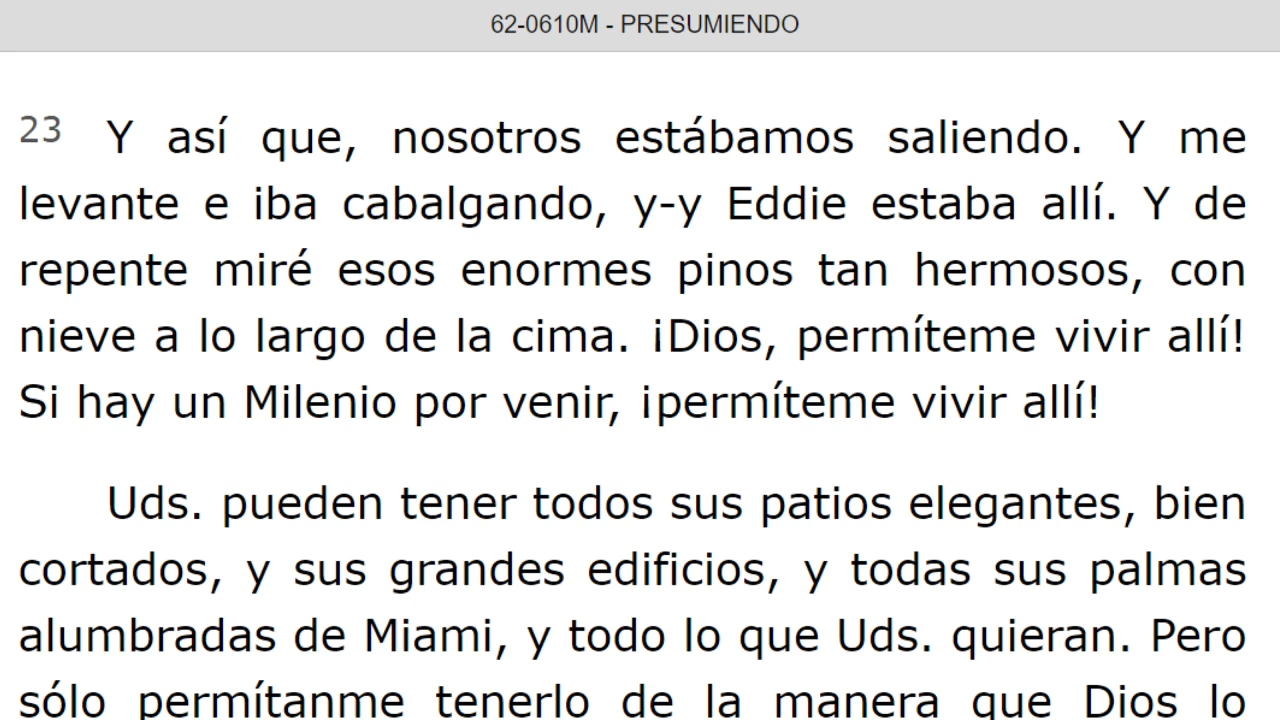 62-0610M - PRESUMIENDO
23 Y así que, nosotros estábamos saliendo. Y me
levante e iba cabalgando, y-y Eddie estaba allí. Y de
repente miré esos enormes pinos tan hermosos, con
nieve a lo largo de la cima. ¡Dios, permíteme vivir allí!
Si hay un Milenio por venir, ¡permíteme vivir allí!
Uds. pueden tener todos sus patios elegantes, bien
cortados, y sus grandes edificios, y todas sus palmas
alumbradas de Miami, y todo lo que Uds. quieran. Pero
sólo permítanme tenerlo de la manera que Dios lo